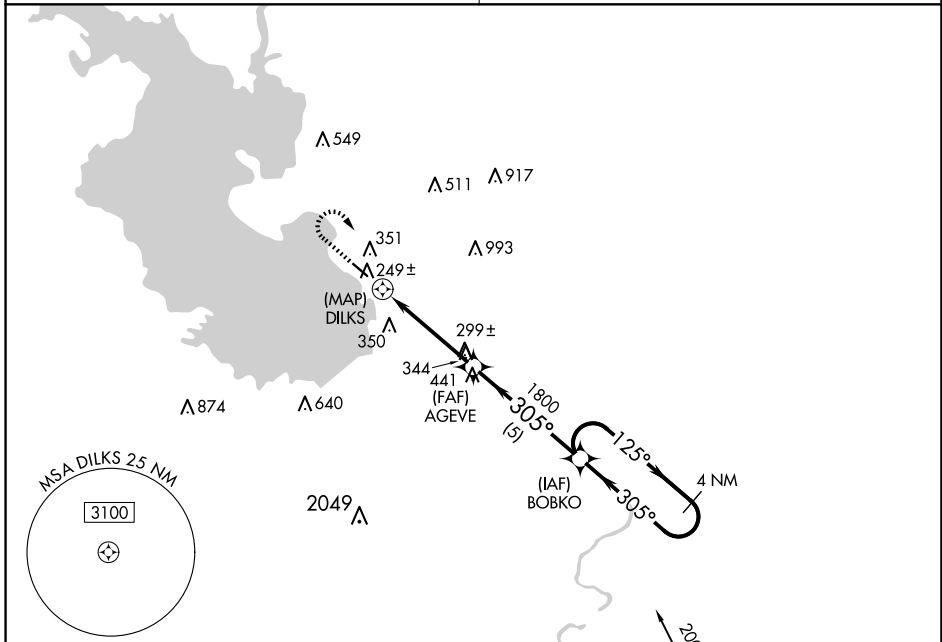 549
511
917
351
993
249±
(MAP)
DILKS
350
299±
344
441
(FAF)
AGEVE
1800
305°
(5)
874
640
125°
4 NM
(IAF)
BOBKO
305°
MSA DILKS 25 NM
3100
2049